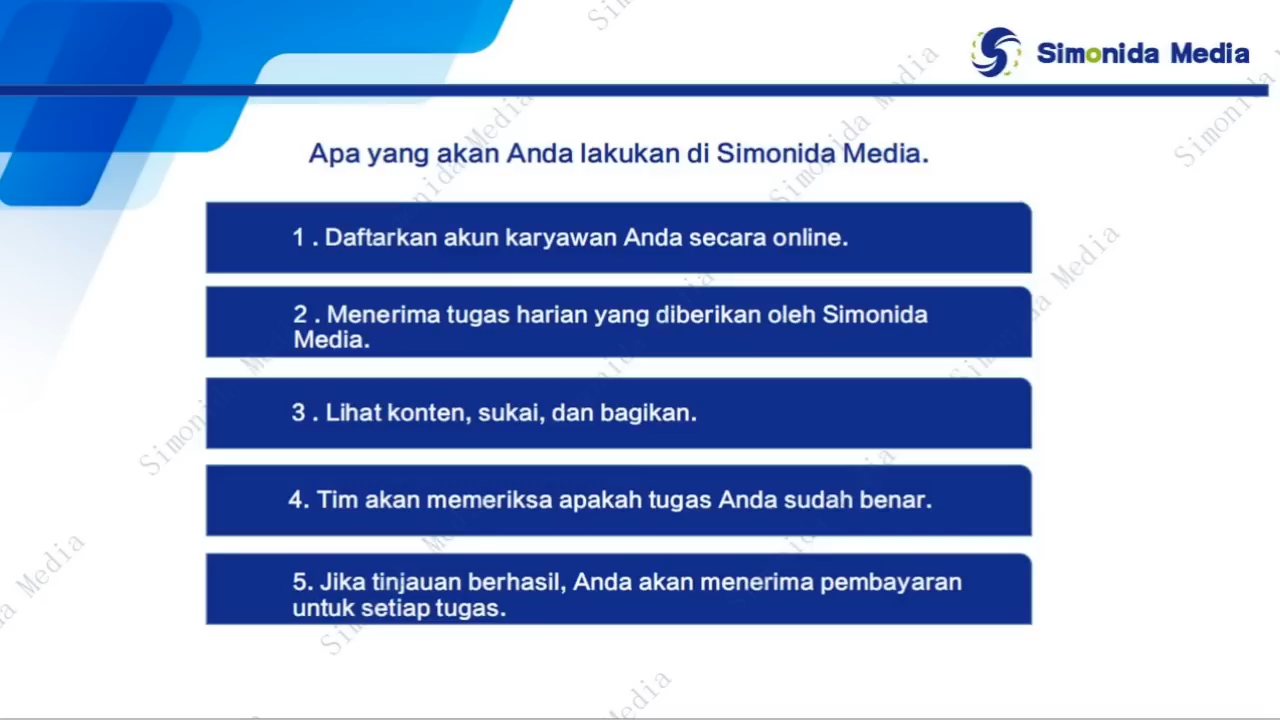 Simonida Media
Apa yang akan Anda lakukan di Simonida Media.
1 . Daftarkan akun karyawan Anda secara online.
2 . Menerima tugas harian yang diberikan oleh Simonida
Media.
3 . Lihat konten, sukai, dan bagikan.
4. Tim akan memeriksa apakah tugas Anda sudah benar.
5. Jika tinjauan berhasil, Anda akan menerima pembayaran
untuk setiap tugas.